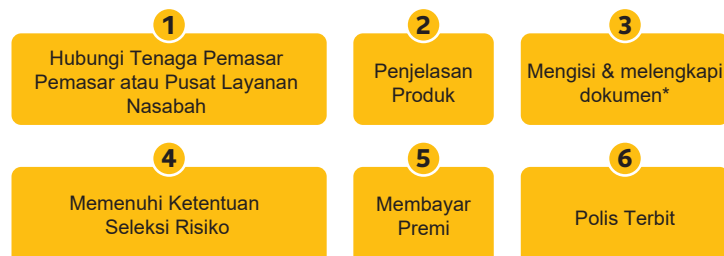 1
Hubungi Tenaga Pemasar
Pemasar atau Pusat Layanan
Nasabah
2
Penjelasan
Produk
3
Mengisi & melengkapi
dokumen*
4
Memenuhi Ketentuan
Seleksi Risiko
5
Membayar
Premi
6
Polis Terbit